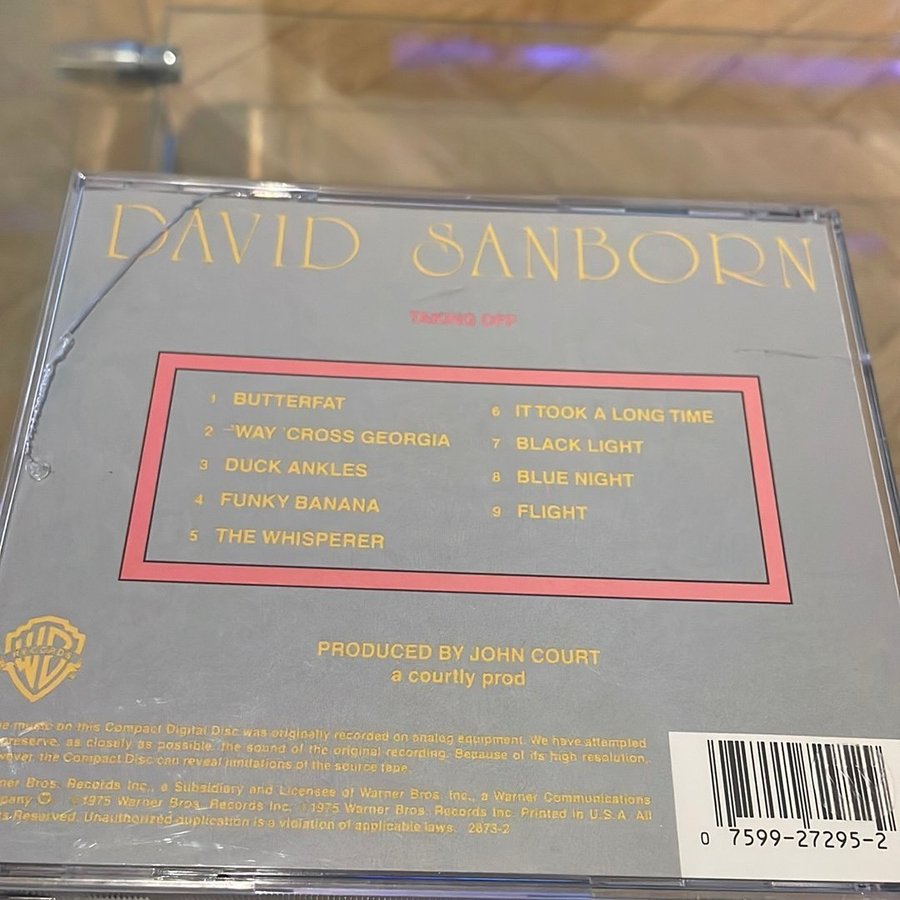 DAVID SANBORN
TAKING OFF
1 BUTTERFAT
2 'WAY 'CROSS GEORGIA
3 DUCK ANKLES
4 FUNKY BANANA
5 THE WHISPERER
6 IT TOOK A LONG TIME
7 BLACK LIGHT
8 BLUE NIGHT
9 FLIGHT
WB
RECORDS
PRODUCED BY JOHN COURT
a courtly prod
music on this Compact Digital Disc was originally recorded on analog equipment. We have attempted
preserve, as closely as possible, the sound of the original recording. Because of its high resolution,
the Compact Disc can reveal limitations of the source tape.
Bros. Records Inc., a Subsidiary and Licensee of Warner Bros. Inc., a Warner Communications
℗ ©1975 Warner Bros. Records Inc. ℗1975 Warner Bros. Records Inc. Printed in U.S.A. All
Reserved. Unauthorized duplication is a violation of applicable laws. 2873-2
0 7599-27295-2